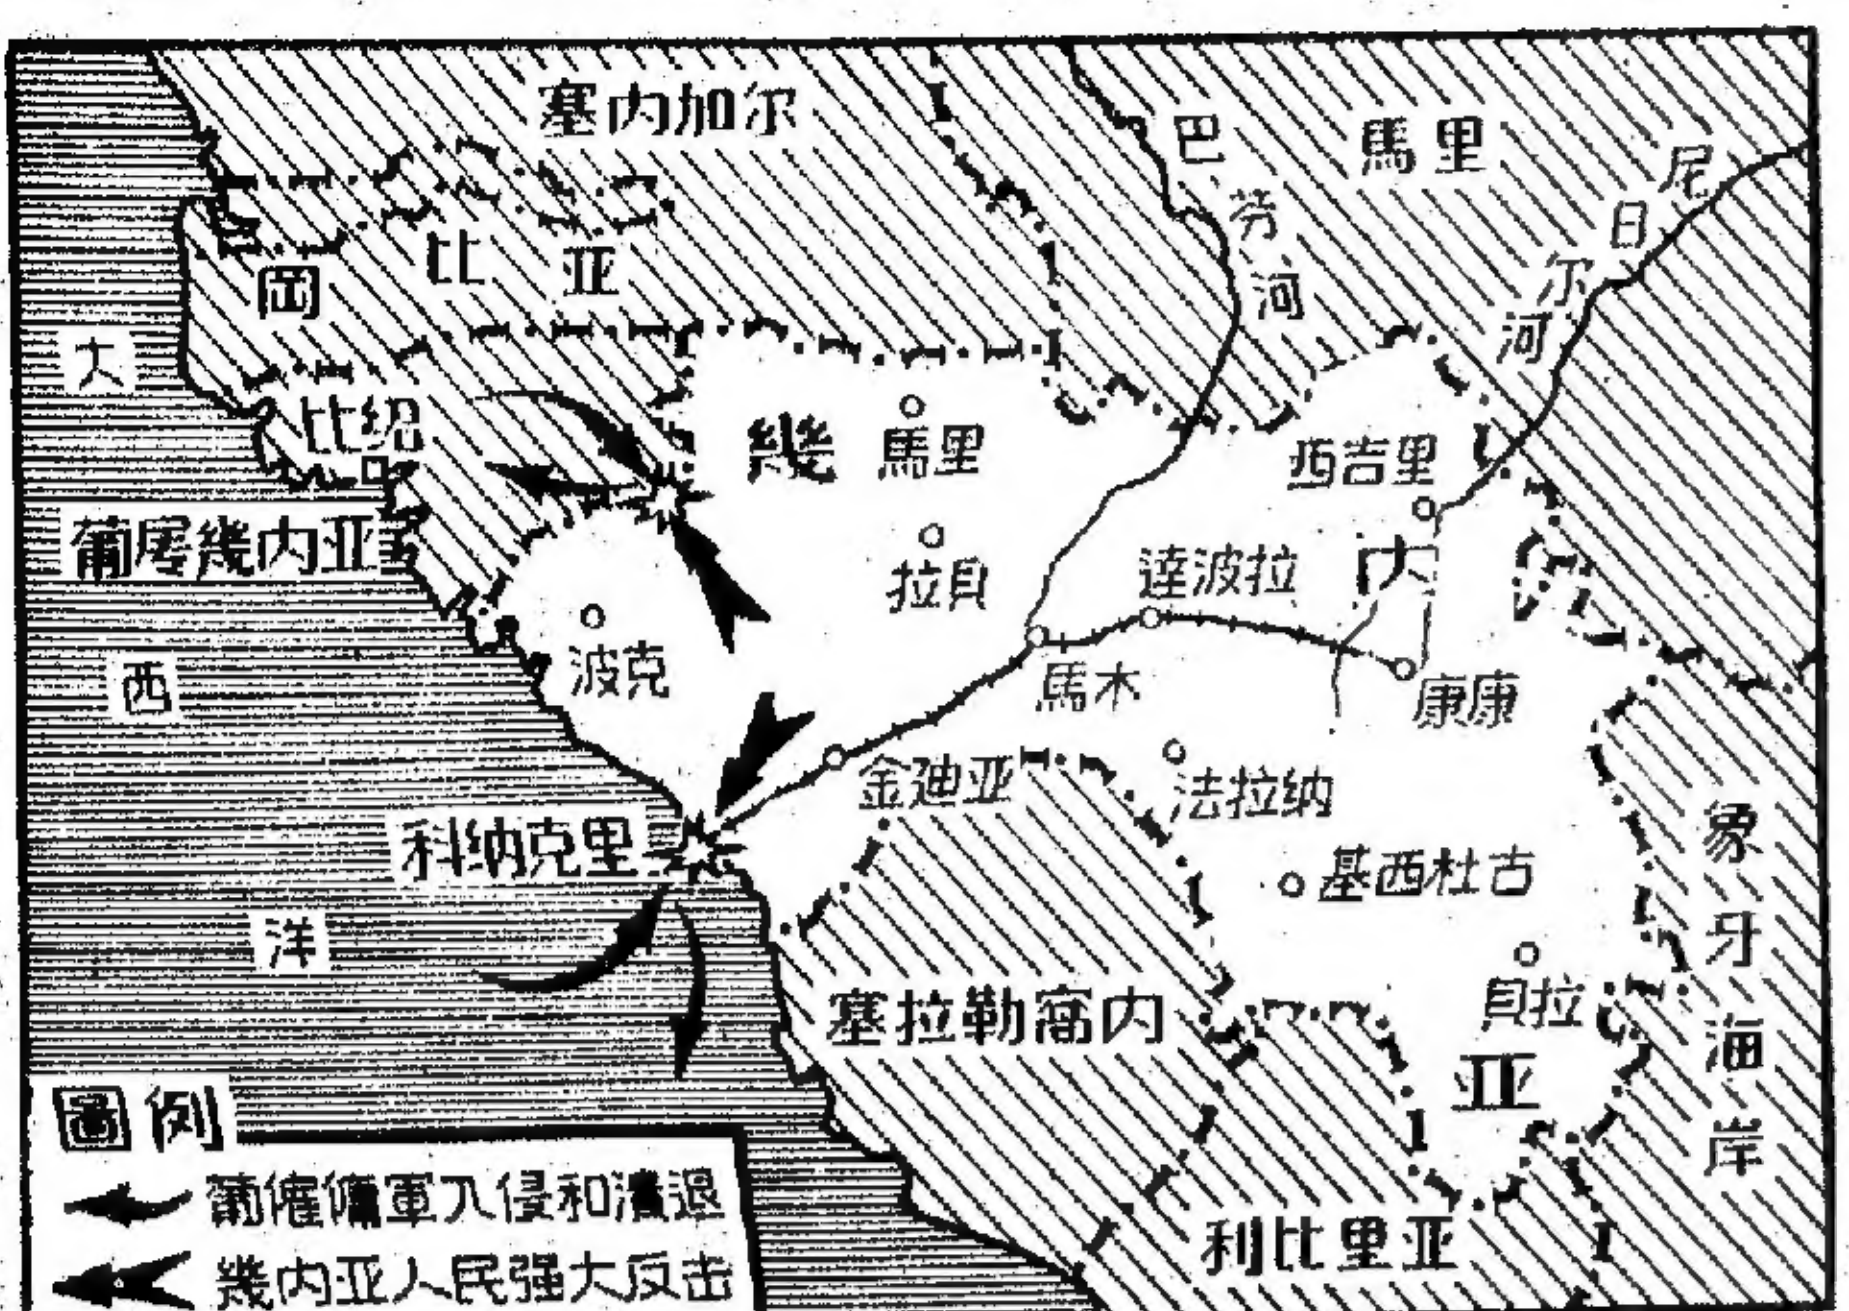 塞内加尔
馬里
巴芬河
尼日尔河
岡比亚
大西洋
比绍
葡屬幾内亚
幾内亚
馬里
西吉里
拉貝
達波拉
波克
馬木
康康
金迪亚
法拉纳
科纳克里
基西杜古
象牙海岸
貝拉
塞拉勒窩内
利比里亚
圖例
葡僱傭軍入侵和潰退
幾内亚人民强大反击